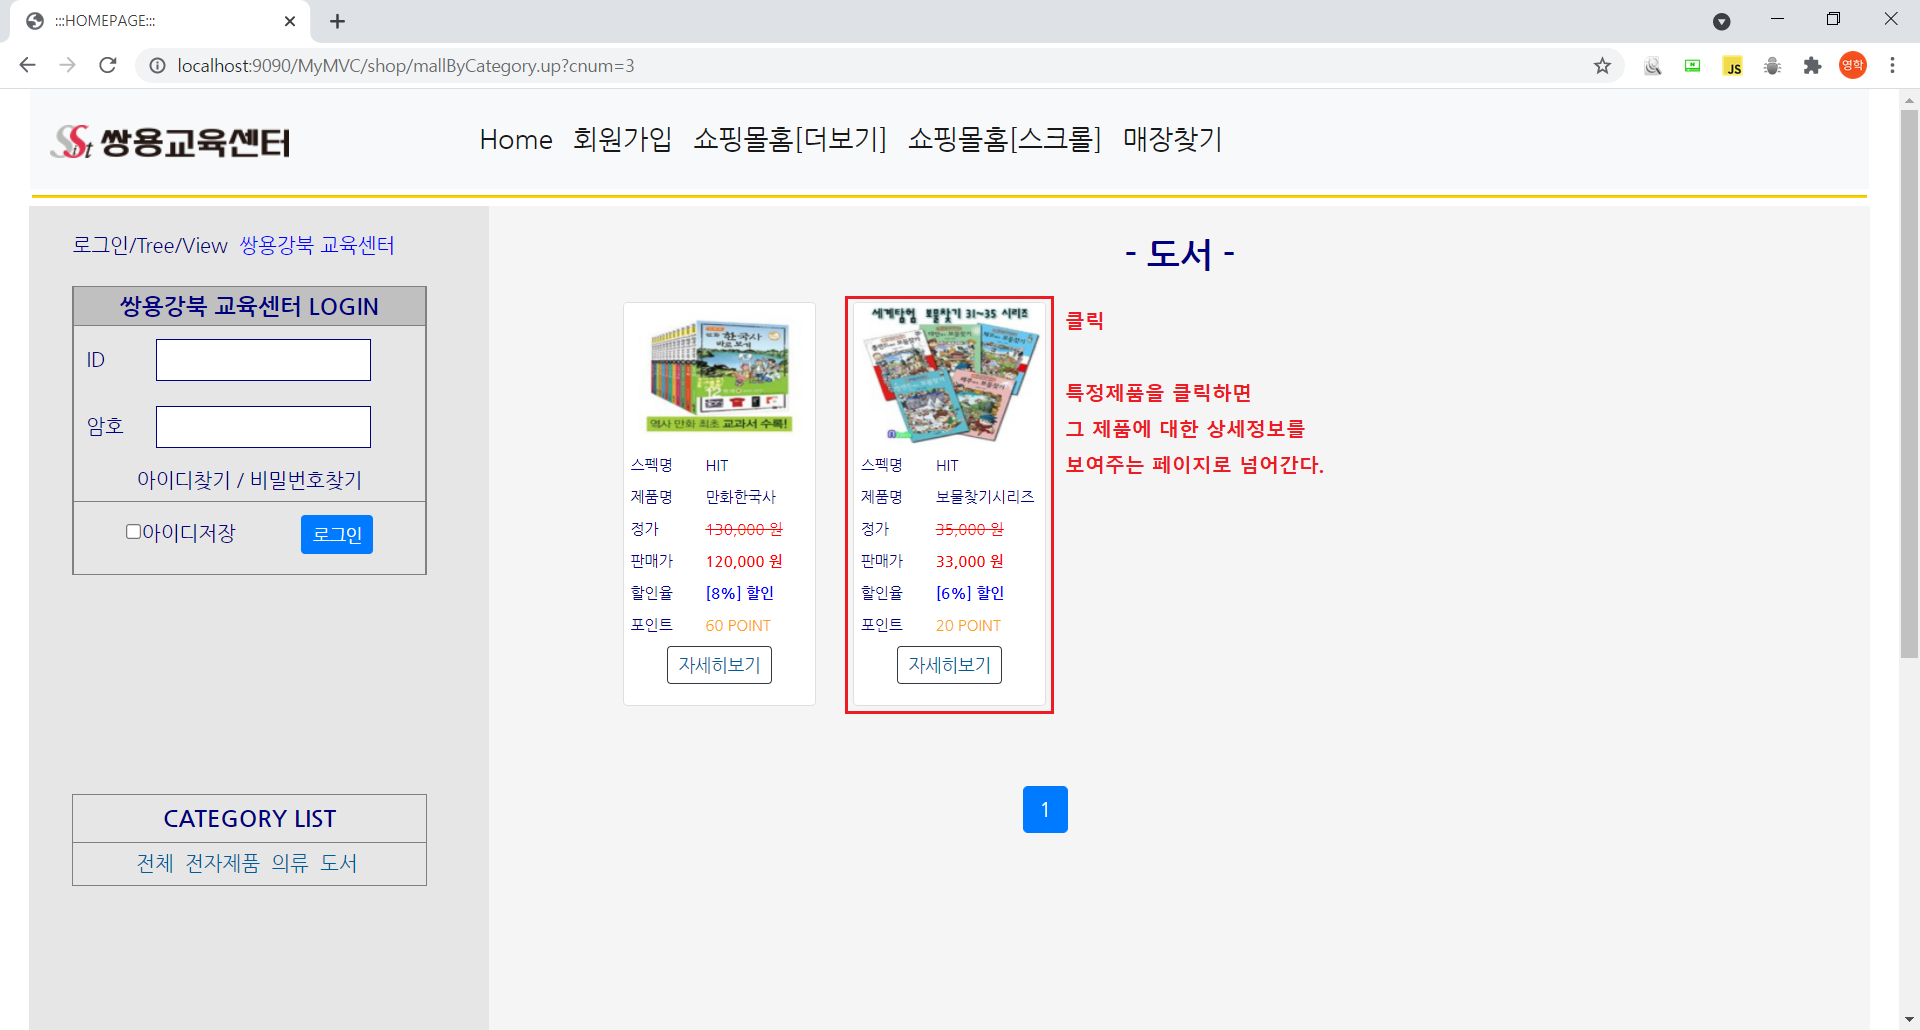 :::HOMEPAGE:::
localhost:9090/MyMVC/shop/mallByCategory.up?cnum=3
JS
영학
SSit 쌍용교육센터
Home 회원가입 쇼핑몰홈[더보기] 쇼핑몰홈[스크롤] 매장찾기
로그인/Tree/View 쌍용강북 교육센터
쌍용강북 교육센터 LOGIN
ID
암호
아이디찾기 / 비밀번호찾기
아이디저장 로그인
CATEGORY LIST
전체 전자제품 의류 도서
- 도서 -
한국사
바로 보기
역사 만화 최초 교과서 수록!
스펙명 HIT
제품명 만화한국사
정가 130,000 원
판매가 120,000 원
할인율 [8%] 할인
포인트 60 POINT
자세히보기
세계탐험 보물찾기 31~35 시리즈
스펙명 HIT
제품명 보물찾기시리즈
정가 35,000 원
판매가 33,000 원
할인율 [6%] 할인
포인트 20 POINT
자세히보기
클릭
특정제품을 클릭하면
그 제품에 대한 상세정보를
보여주는 페이지로 넘어간다.
1